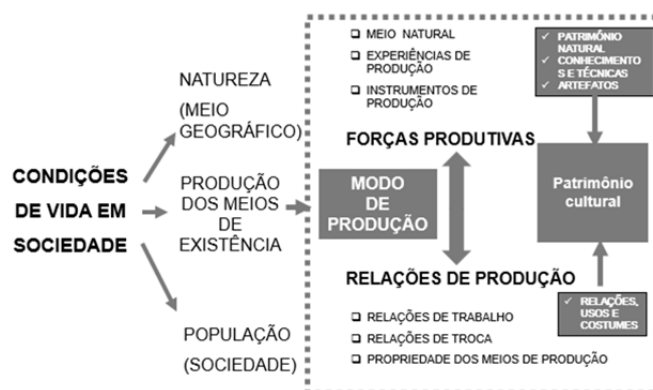 CONDIÇÕES
DE VIDA EM
SOCIEDADE
NATUREZA
(MEIO
GEOGRÁFICO)
PRODUÇÃO
DOS MEIOS
DE
EXISTÊNCIA
POPULAÇÃO
(SOCIEDADE)
MEIO NATURAL
EXPERIÊNCIAS DE
PRODUÇÃO
INSTRUMENTOS DE
PRODUÇÃO
FORÇAS PRODUTIVAS
MODO
DE
PRODUÇÃO
RELAÇÕES DE PRODUÇÃO
RELAÇÕES DE TRABALHO
RELAÇÕES DE TROCA
PROPRIEDADE DOS MEIOS DE PRODUÇÃO
PATRIMÓNIO
NATURAL
CONHECIMENTO
S E TÉCNICAS
ARTEFATOS
Patrimônio
cultural
RELAÇÕES,
USOS E
COSTUMES